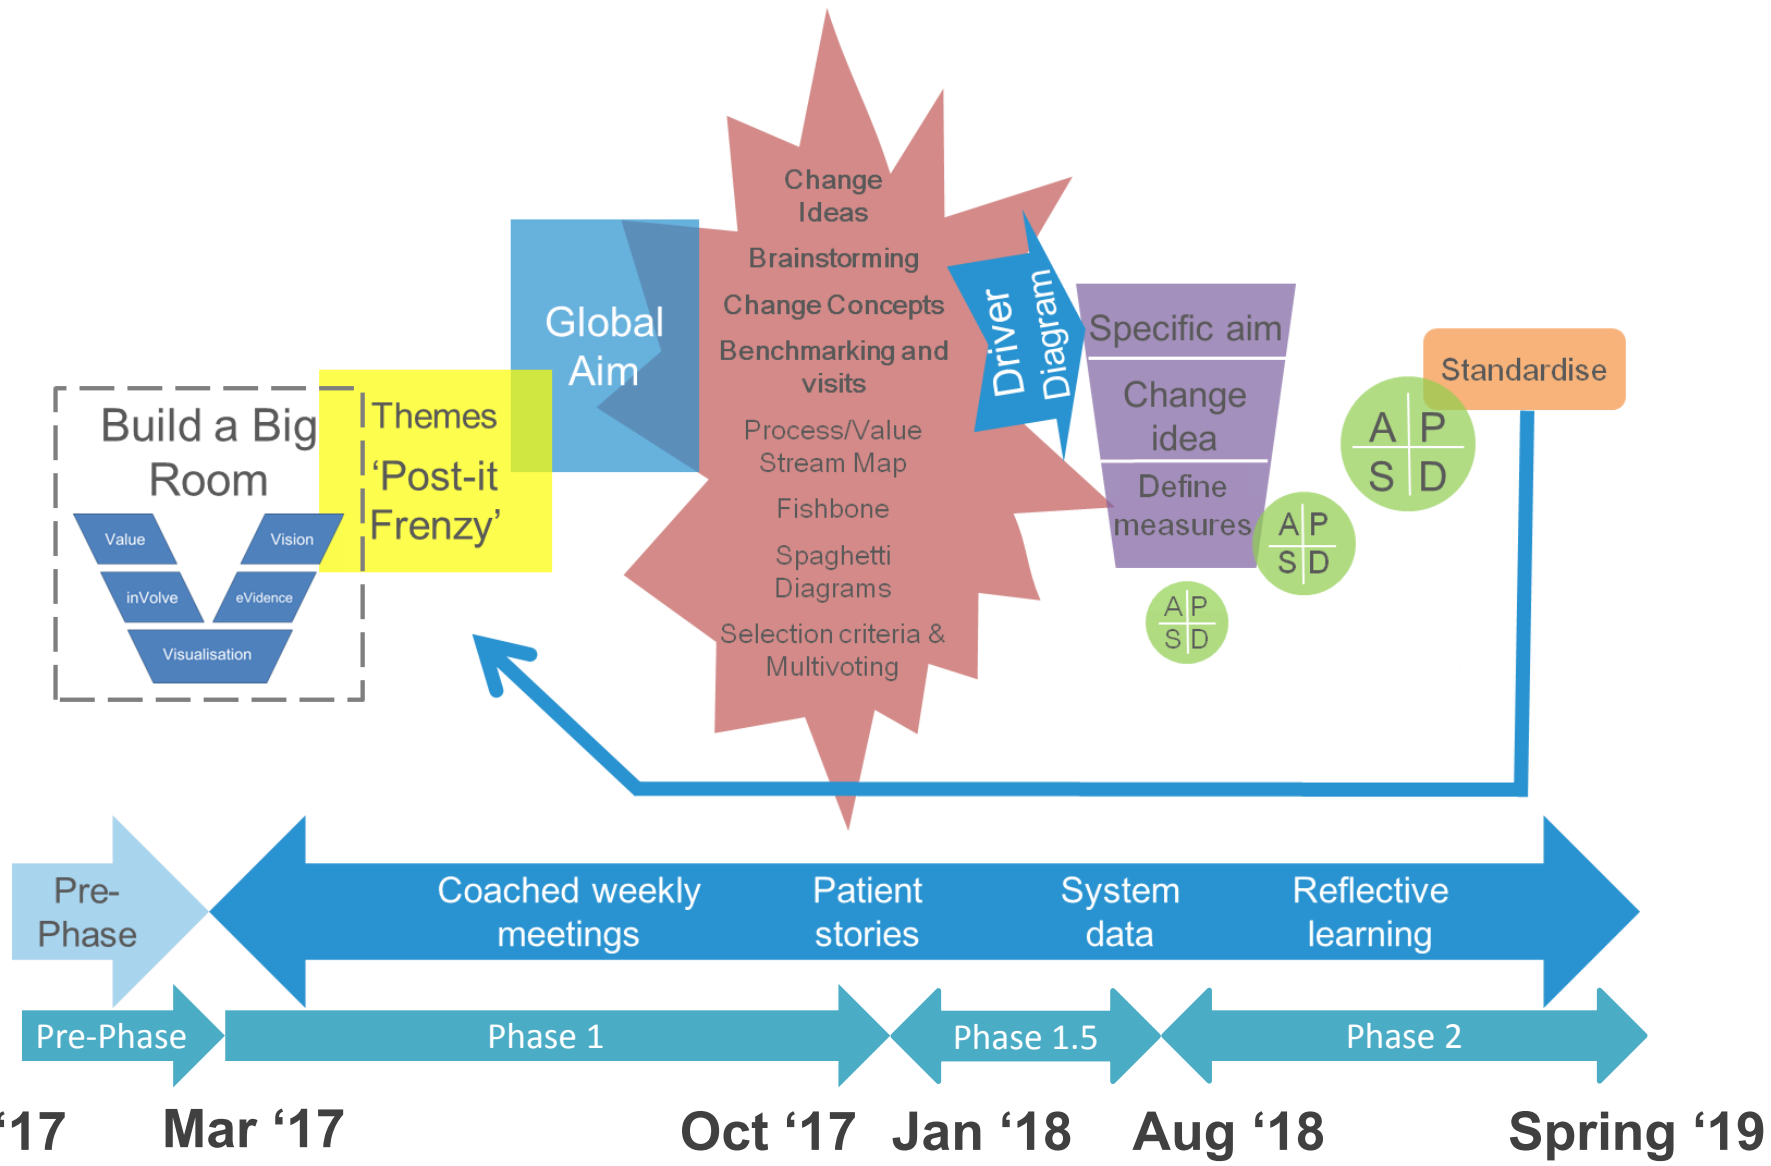 Build a Big
Room
Value
Vision
inVolve
eVidence
Visualisation
Themes
‘Post-it
Frenzy’
Global
Aim
Change
Ideas
Brainstorming
Change Concepts
Benchmarking and
visits
Process/Value
Stream Map
Fishbone
Spaghetti
Diagrams
Selection criteria &
Multivoting
Driver
Diagram
Specific aim
Change
idea
Define
measures
A P
S D
A P
S D
A P
S D
Standardise
Pre-
Phase
Coached weekly
meetings
Patient
stories
System
data
Reflective
learning
Pre-Phase
Phase 1
Phase 1.5
Phase 2
‘17
Mar ‘17
Oct ‘17
Jan ‘18
Aug ‘18
Spring ‘19